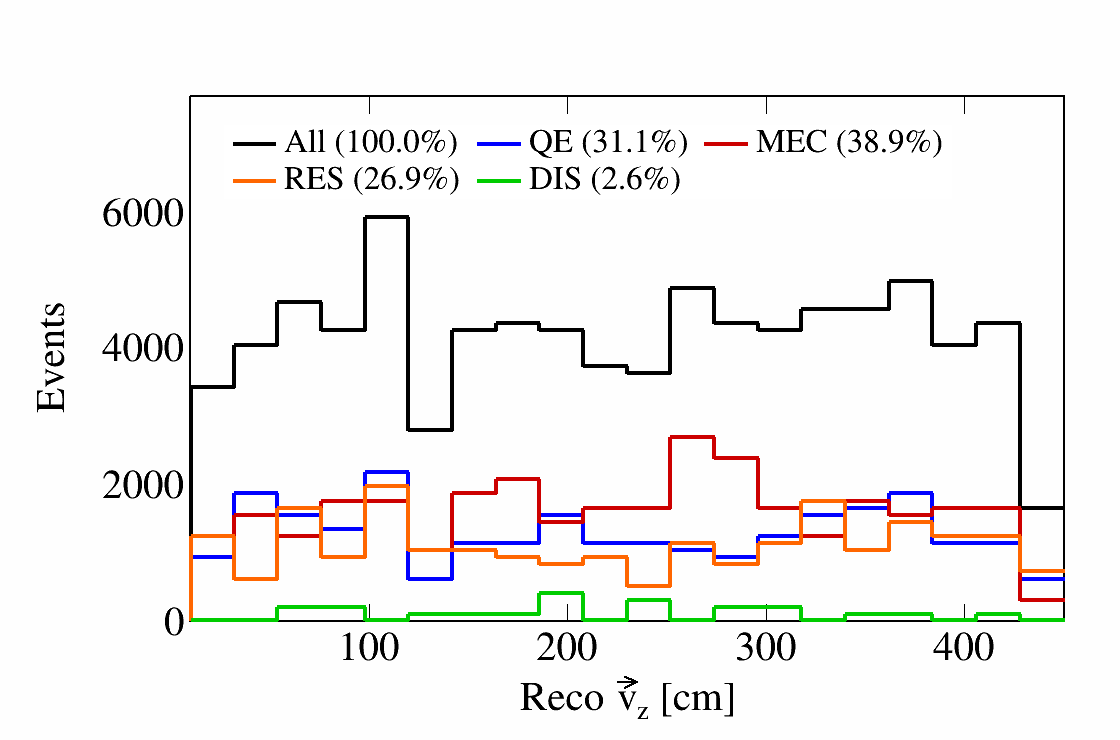 All (100.0%) QE (31.1%) MEC (38.9%)
RES (26.9%) DIS (2.6%)
6000
4000
2000
0
Events
100 200 300 400
Reco v⃗z [cm]